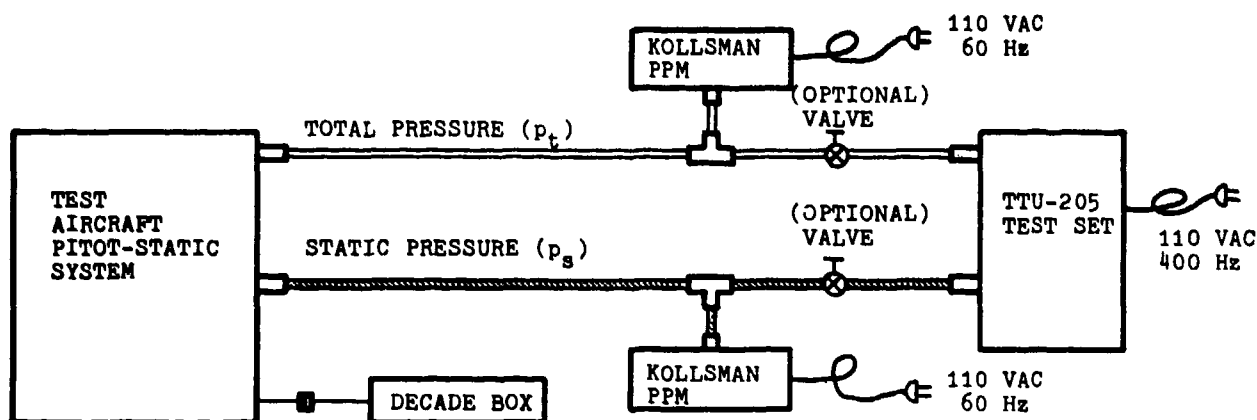 110 VAC
60 Hz
KOLLSMAN
PPM
(OPTIONAL)
VALVE
TOTAL PRESSURE (pt)
TEST
AIRCRAFT
PITOT-STATIC
SYSTEM
TTU-205
TEST SET
(OPTIONAL)
VALVE
STATIC PRESSURE (ps)
110 VAC
400 Hz
KOLLSMAN
PPM
110 VAC
60 Hz
DECADE BOX